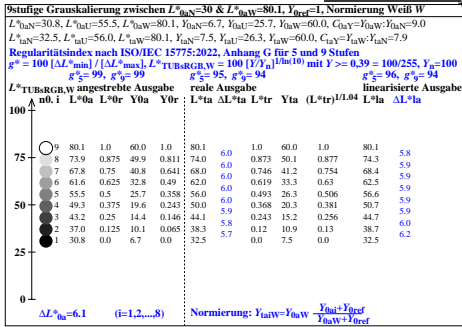 9stufige Graukalierung zwischen L*0aN=30 & L*0aW=80.1, Y0ref=1, Normierung Weiß W
L*0aN=30.8, L*0aU=55.5, L*0aW=80.1, Y0aN=6.7, Y0aU=25.7, Y0aW=60.0, C0aY=Y0aW:Y0aN=9.0
L*taN=32.5, L*taU=56.0, L*taW=80.1, YtaN=7.5, YtaU=26.3, YtaW=60.0, CtaY=YtaW:YtaN=7.9
Regularitätsindex nach ISO/IEC 15775:2022, Anhang G für 5 und 9 Stufen
g* = 100 [ΔL*min] / [ΔL*max], L*TUBsRGB,W = 100 [Y/Yn]1/ln(10) mit Y >= 0,39 = 100/255, Yn=100
g*5= 99, g*9= 99 g*5= 95, g*9= 94 g*5= 96, g*9= 94
L*TUBsRGB,W angestrebte Ausgabe reale Ausgabe linearisierte Ausgabe
n0. i L*0a L*0r Y0a Y0r L*ta ΔL*ta L*tr Yta (L*tr)1/1.04 L*la ΔL*la
100
9 80.1 1.0 60.0 1.0 80.1 1.0 60.0 1.0 80.1
6.0 5.8
8 73.9 0.875 49.9 0.811 74.0 0.873 50.1 0.877 74.3
6.0 5.9
7 67.8 0.75 40.8 0.641 68.0 0.746 41.2 0.754 68.4
5.9 5.9
6 61.6 0.625 32.8 0.49 62.0 0.619 33.3 0.63 62.5
5.9 5.9
50
5 55.5 0.5 25.7 0.358 56.0 0.493 26.3 0.506 56.6
5.9 5.9
4 49.3 0.375 19.6 0.243 50.0 0.368 20.3 0.381 50.7
5.9 5.9
3 43.2 0.25 14.4 0.146 44.1 0.243 15.2 0.256 44.7
5.8 6.0
2 37.0 0.125 10.1 0.065 38.3 0.12 10.9 0.13 38.7
5.7 6.2
1 30.8 0.0 6.7 0.0 32.5 0.0 7.5 0.0 32.5
0
ΔL*0a=6.1 (i=1,2,...,8) Normierung: YtaiW=Y0aW (Y0ai+Y0ref)/(Y0aW+Y0ref)